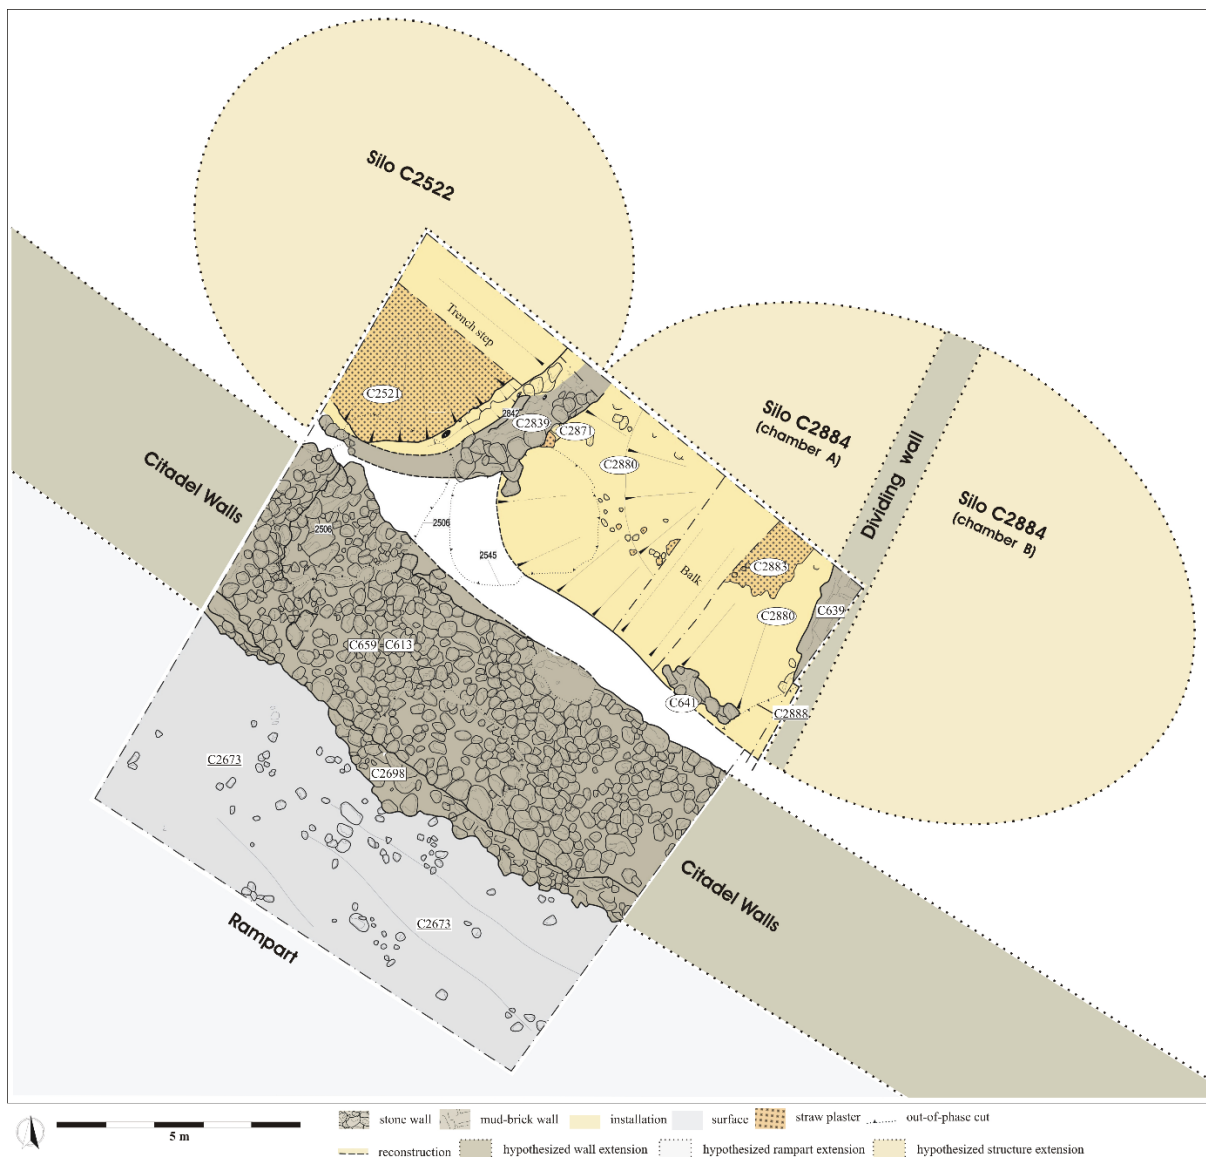 Silo C2522
Trench step
C2521
2842
C2839
C2871
C2880
Silo C2884
(chamber A)
Dividing wall
Silo C2884
(chamber B)
Citadel Walls
2506
2506
2545
Balk
C2883
C2880
C639
C659
C613
C641
C2888
C2673
C2698
C2673
Rampart
Citadel Walls
5 m
stone wall
mud-brick wall
installation
surface
straw plaster
out-of-phase cut
reconstruction
hypothesized wall extension
hypothesized rampart extension
hypothesized structure extension